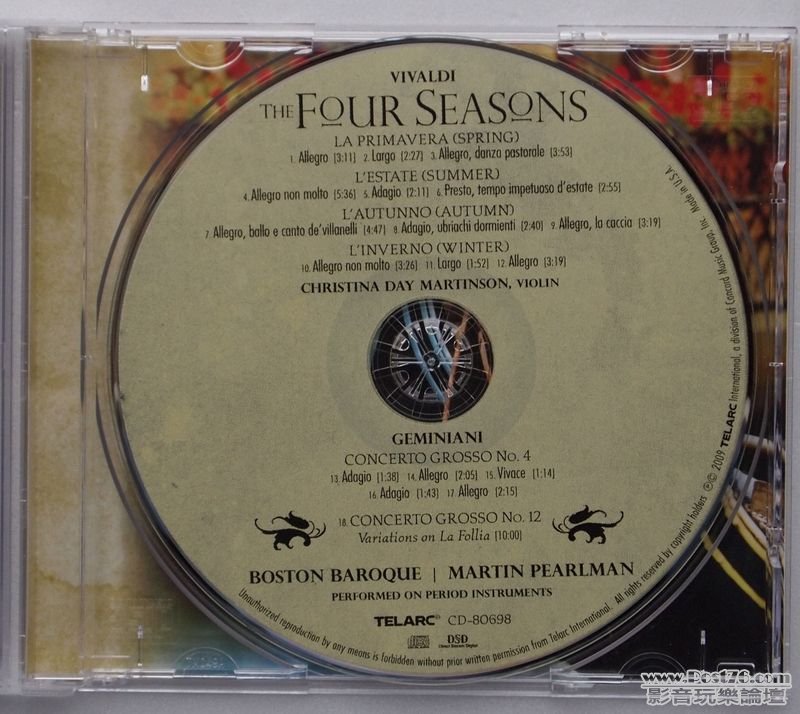 VIVALDI
THE FOUR SEASONS
LA PRIMAVERA (SPRING)
1. Allegro [3:11] 2. Largo [2:27] 3. Allegro, danza pastorale [3:53]
L'ESTATE (SUMMER)
4. Allegro non molto [5:36] 5. Adagio [2:11] 6. Presto, tempo impetuoso d'estate [2:55]
L'AUTUNNO (AUTUMN)
7. Allegro, ballo e canto de'villanelli [4:47] 8. Adagio, ubriachi dormienti [2:40] 9. Allegro, la caccia [3:19]
L'INVERNO (WINTER)
10. Allegro non molto [3:26] 11. Largo [1:52] 12. Allegro [3:19]
CHRISTINA DAY MARTINSON, VIOLIN
GEMINIANI
CONCERTO GROSSO No. 4
13. Adagio [1:38] 14. Allegro [2:05] 15. Vivace [1:14]
16. Adagio [1:43] 17. Allegro [2:15]
18. CONCERTO GROSSO No. 12
Variations on La Follia [10:00]
BOSTON BAROQUE | MARTIN PEARLMAN
PERFORMED ON PERIOD INSTRUMENTS
TELARC® CD-80698
DSD
Direct Stream Digital
Unauthorized reproduction by any means is forbidden without prior written permission from Telarc International. All rights reserved by copyright holders ℗© 2009 TELARC International, a division of Concord Music Group, Inc. Made in U.S.A.
www.Post76.com
影音玩樂論壇